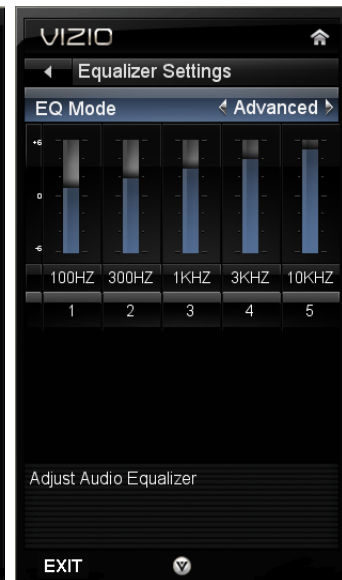 VIZIO
Equalizer Settings
EQ Mode Advanced
+6
0
-6
100HZ 300HZ 1KHZ 3KHZ 10KHZ
1 2 3 4 5
Adjust Audio Equalizer
EXIT V